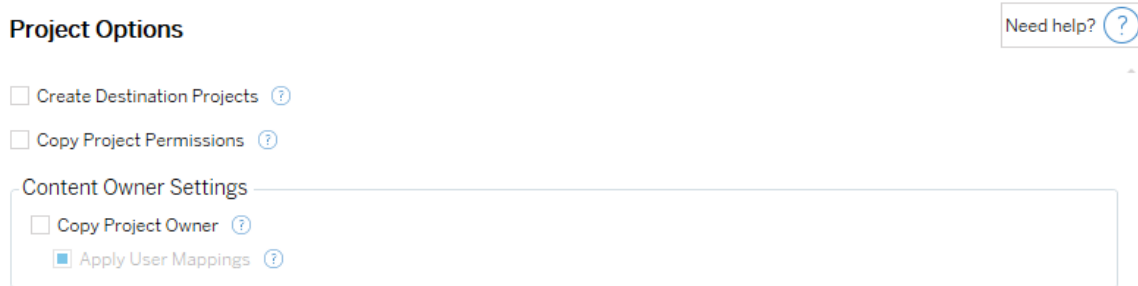 Project Options
Need help? ?
Create Destination Projects ?
Copy Project Permissions ?
Content Owner Settings
Copy Project Owner ?
Apply User Mappings ?